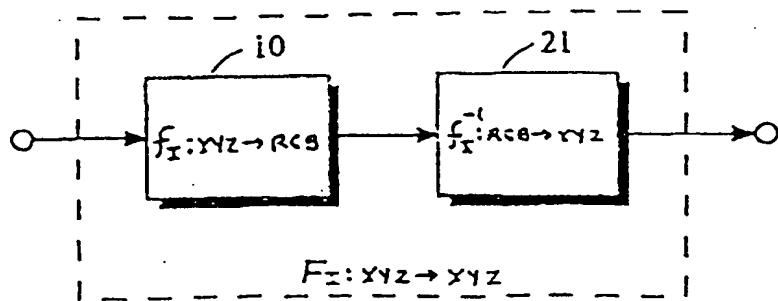 10
21
f_I: XYZ → RGB
f_I^-1: RGB → XYZ
F_I: XYZ → XYZ